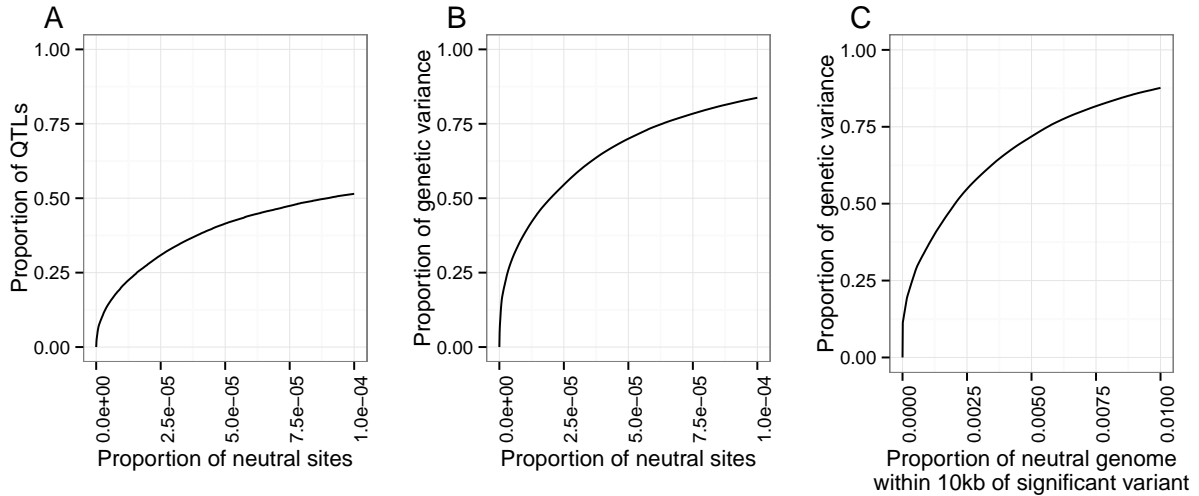 A
1.00
0.75
0.50
0.25
0.00
Proportion of QTLs
0.0e+00
2.5e−05
5.0e−05
7.5e−05
1.0e−04
Proportion of neutral sites
B
1.00
0.75
0.50
0.25
0.00
Proportion of genetic variance
0.0e+00
2.5e−05
5.0e−05
7.5e−05
1.0e−04
Proportion of neutral sites
C
1.00
0.75
0.50
0.25
0.00
Proportion of genetic variance
0.0000
0.0025
0.0050
0.0075
0.0100
Proportion of neutral genome
within 10kb of significant variant